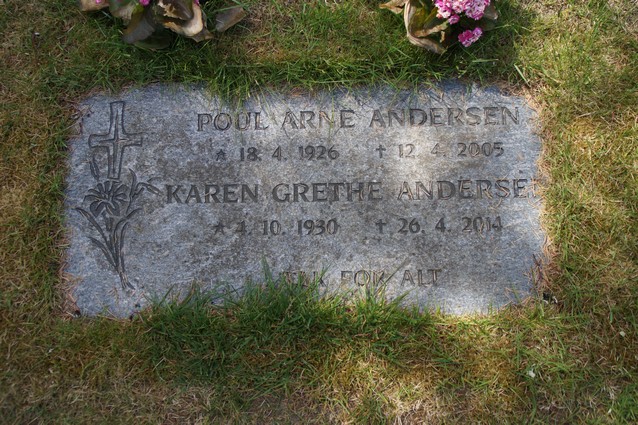 POUL ARNE ANDERSEN
★ 18. 4. 1926 † 12. 4. 2005
KAREN GRETHE ANDERSEN
★ 4. 10. 1930 † 26. 4. 2014
TAK FOR ALT